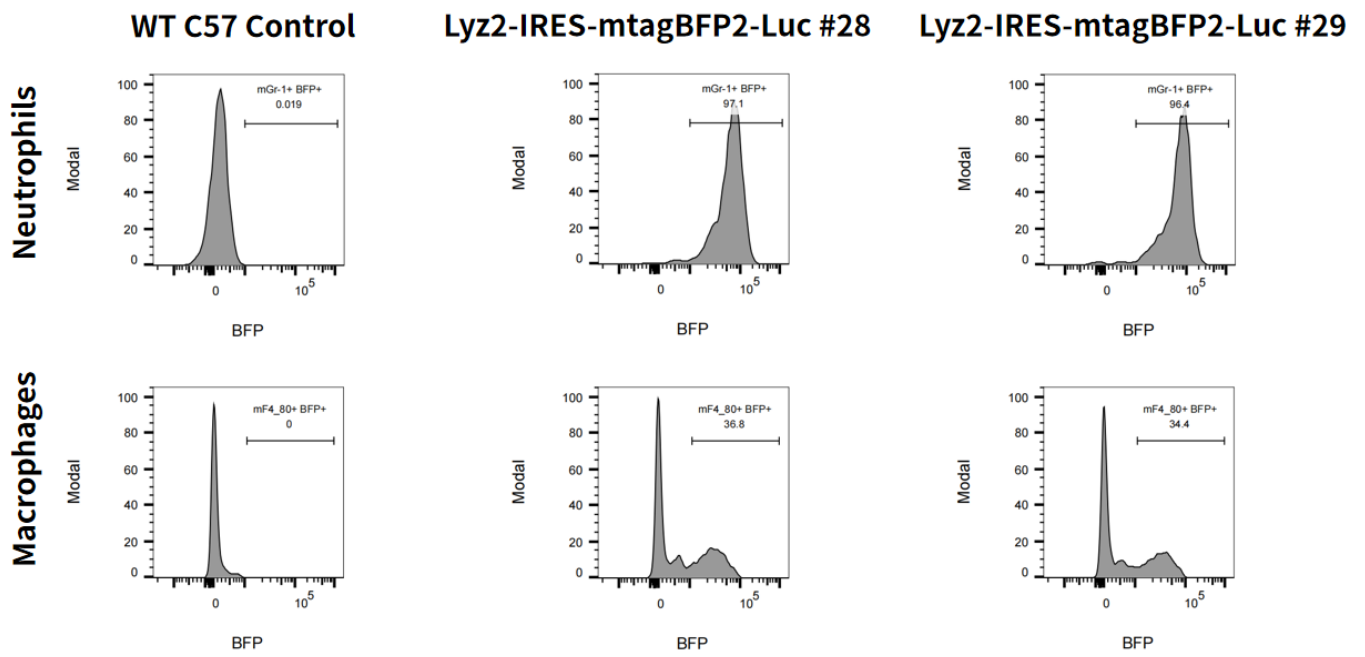 WT C57 Control
Lyz2-IRES-mtagBFP2-Luc #28
Lyz2-IRES-mtagBFP2-Luc #29
Neutrophils
100
80
60
40
20
0
Modal
mGr-1+ BFP+
0.019
0
10^5
BFP
100
80
60
40
20
0
Modal
mGr-1+ BFP+
97.1
0
10^5
BFP
100
80
60
40
20
0
Modal
mGr-1+ BFP+
96.4
0
10^5
BFP
Macrophages
100
80
60
40
20
0
Modal
mF4_80+ BFP+
0
0
10^5
BFP
100
80
60
40
20
0
Modal
mF4_80+ BFP+
36.8
0
10^5
BFP
100
80
60
40
20
0
Modal
mF4_80+ BFP+
34.4
0
10^5
BFP